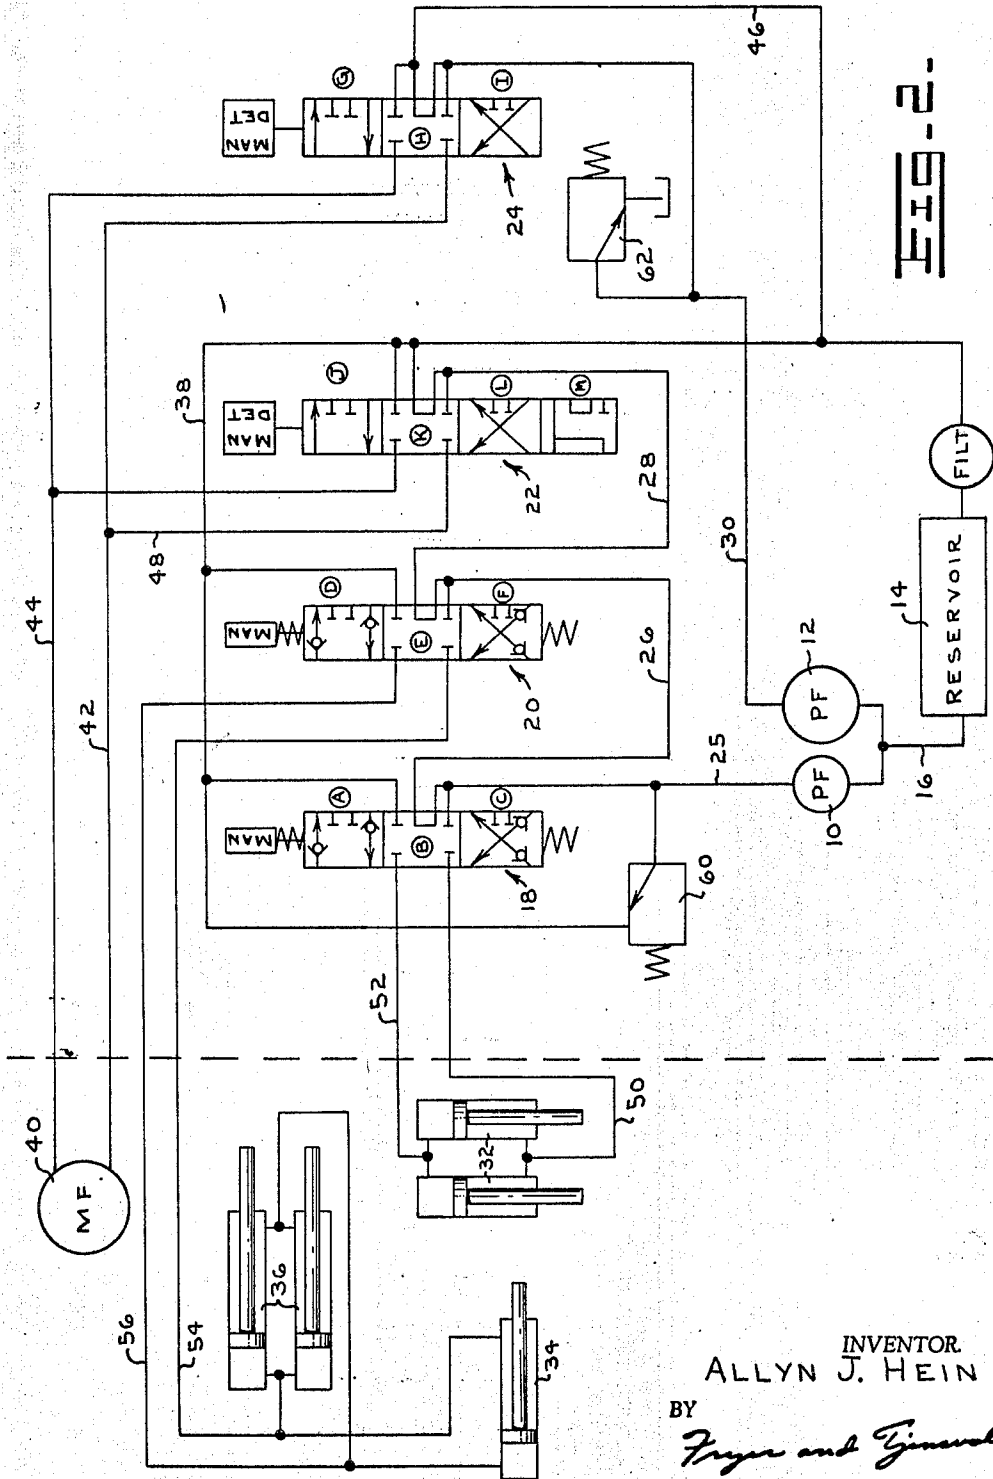 46
G
MAN DET
H
I
24
62
FIG-2-
38
J
MAN DET
K
L
M
22
28
44
48
42
D
MAN
E
F
20
26
30
12
PF
14
RESERVOIR
FILT
16
10
PF
25
A
MAN
B
C
18
60
52
50
32
40
MF
36
56
54
34
INVENTOR.
ALLYN J. HEIN
BY
Fryer and